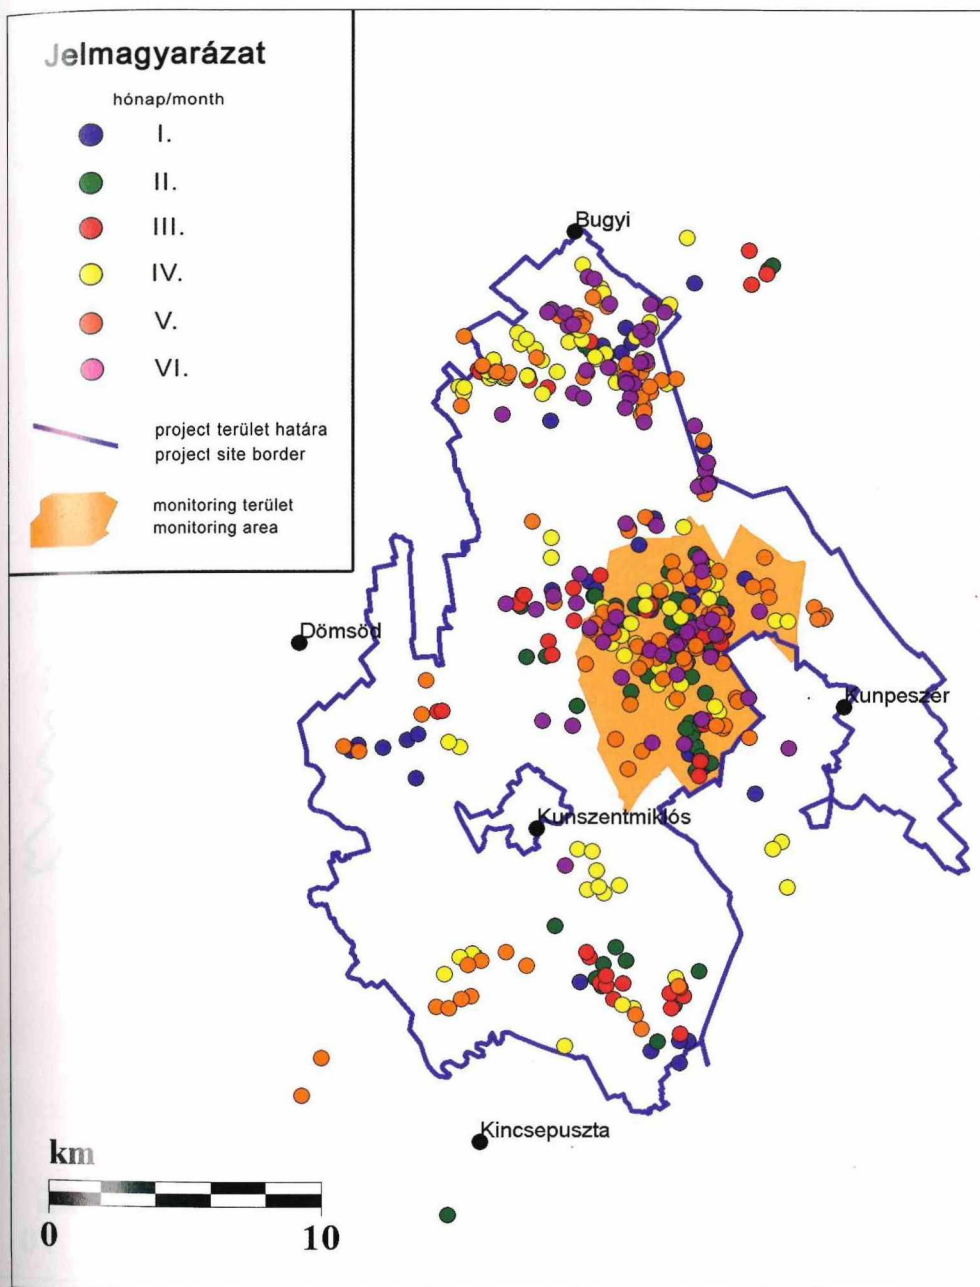 Jelmagyarázat
hónap/month
I.
II.
III.
IV.
V.
VI.
project terület határa
project site border
monitoring terület
monitoring area
Bugyi
Dömsöd
Kunpeszér
Kunszentmiklós
Kincsepuszta
km
0 10